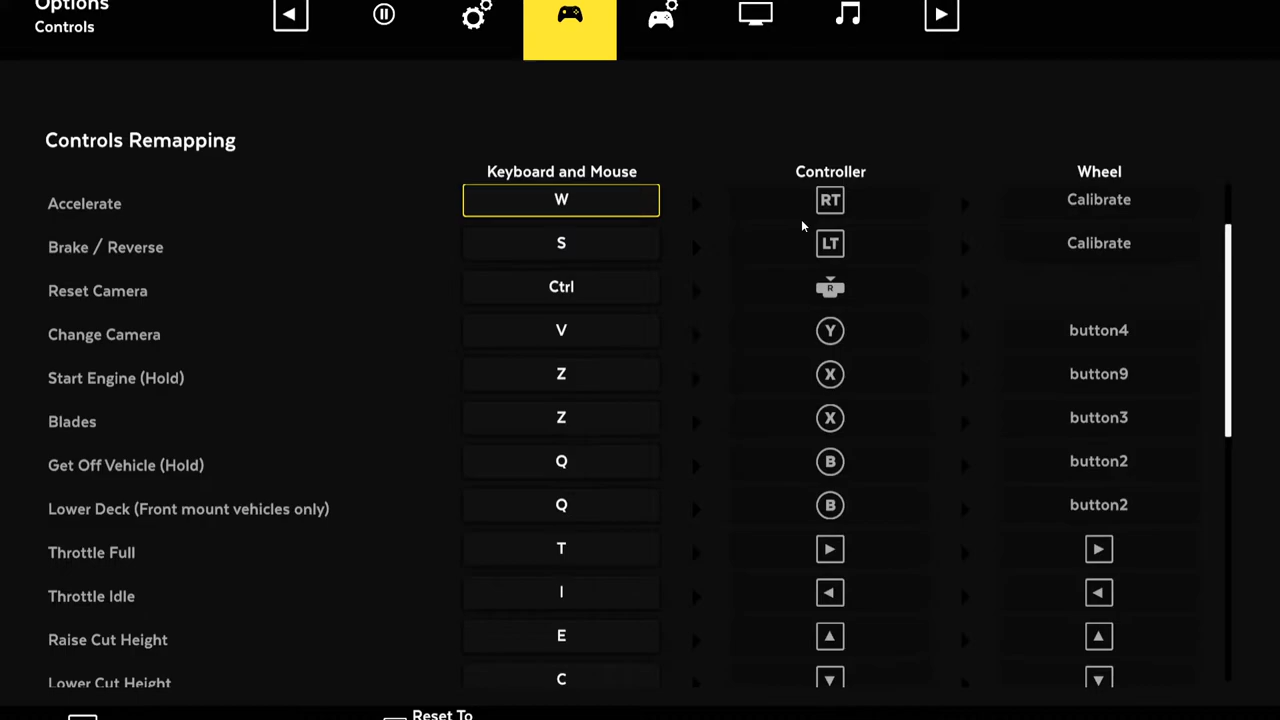 Options
Controls
Controls Remapping
Keyboard and Mouse Controller Wheel
Accelerate W RT Calibrate
Brake / Reverse S LT Calibrate
Reset Camera Ctrl R
Change Camera V Y button4
Start Engine (Hold) Z X button9
Blades Z X button3
Get Off Vehicle (Hold) Q B button2
Lower Deck (Front mount vehicles only) Q B button2
Throttle Full T
Throttle Idle I
Raise Cut Height E
Lower Cut Height C
Reset To